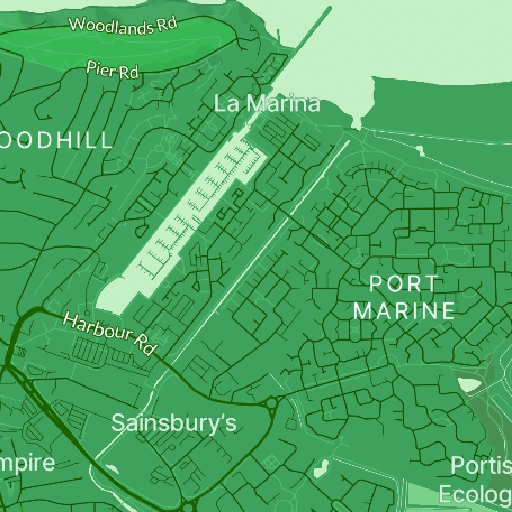 Woodlands Rd
Pier Rd
La Marina
OODHILL
PORT
MARINE
Harbour Rd
Sainsbury's
mpire
Portis
Ecolog